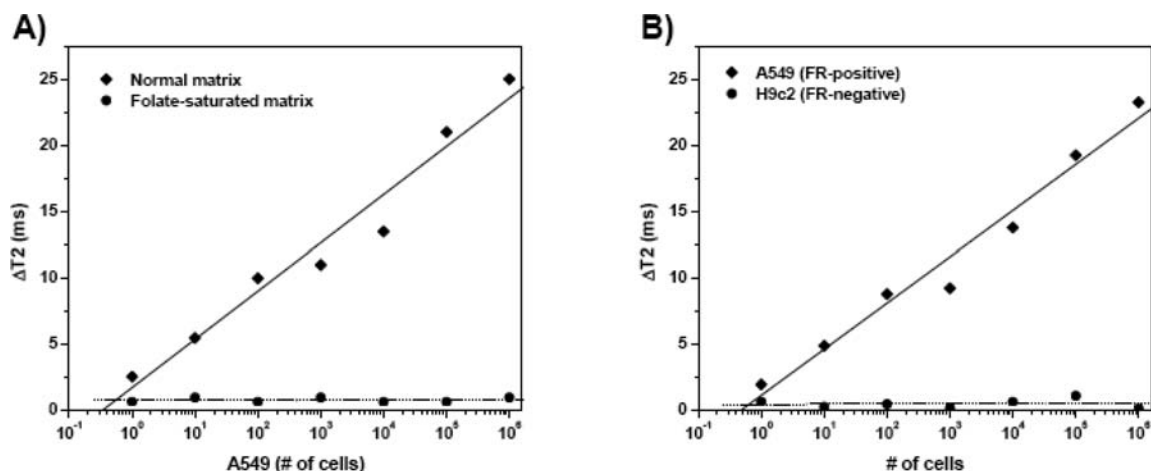 A)
25
20
15
10
5
0
ΔT2 (ms)
Normal matrix
Folate-saturated matrix
10-1 100 101 102 103 104 105 106
A549 (# of cells)
B)
25
20
15
10
5
0
ΔT2 (ms)
A549 (FR-positive)
H9c2 (FR-negative)
10-1 100 101 102 103 104 105 106
# of cells